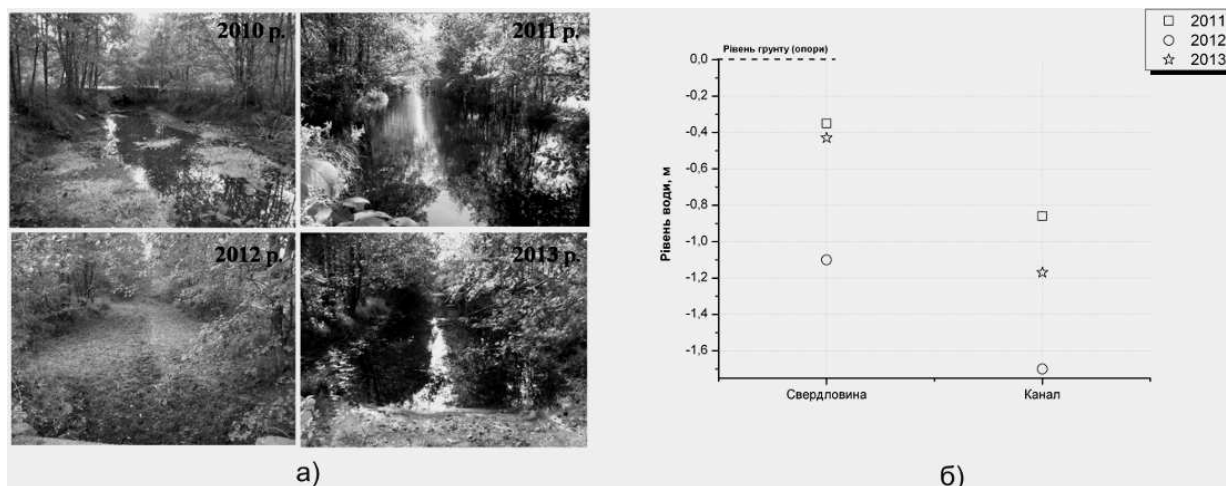 2010 р.
2011 р.
2012 р.
2013 р.
а)
2011
2012
2013
Рівень грунту (опори)
0,0
-0,2
-0,4
-0,6
-0,8
-1,0
-1,2
-1,4
-1,6
Рівень води, м
Свердловина
Канал
б)